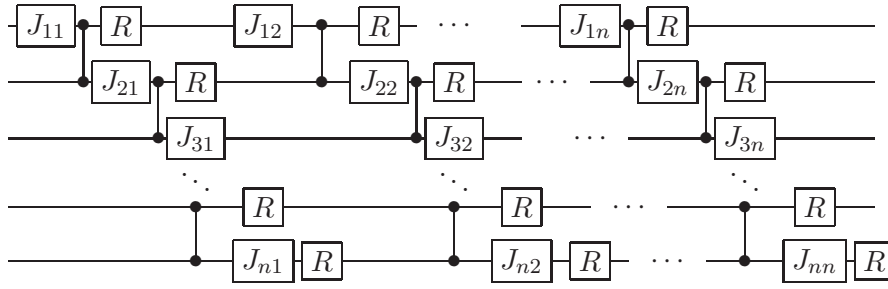 J₁₁ R J₁₂ R ⋯ J₁ₙ R
J₂₁ R J₂₂ R ⋯ J₂ₙ R
J₃₁ J₃₂ ⋯ J₃ₙ
⋱ ⋱ ⋱
R R ⋯ R
Jₙ₁ R Jₙ₂ R ⋯ Jₙₙ R